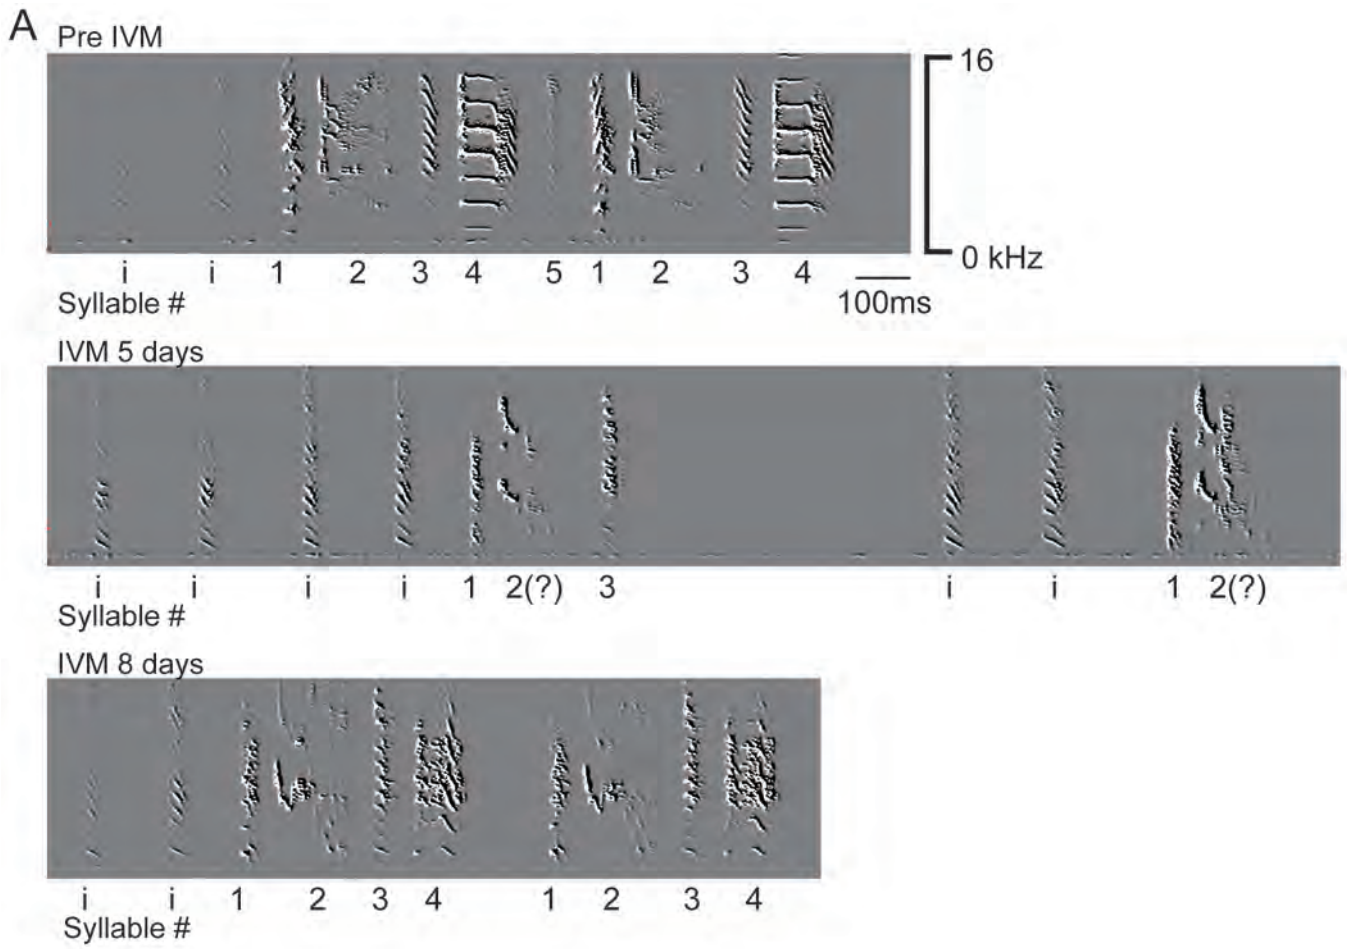 A
Pre IVM
16
0 kHz
i i 1 2 3 4 5 1 2 3 4
100ms
Syllable #
IVM 5 days
i i i i 1 2(?) 3 i i 1 2(?)
Syllable #
IVM 8 days
i i 1 2 3 4 1 2 3 4
Syllable #